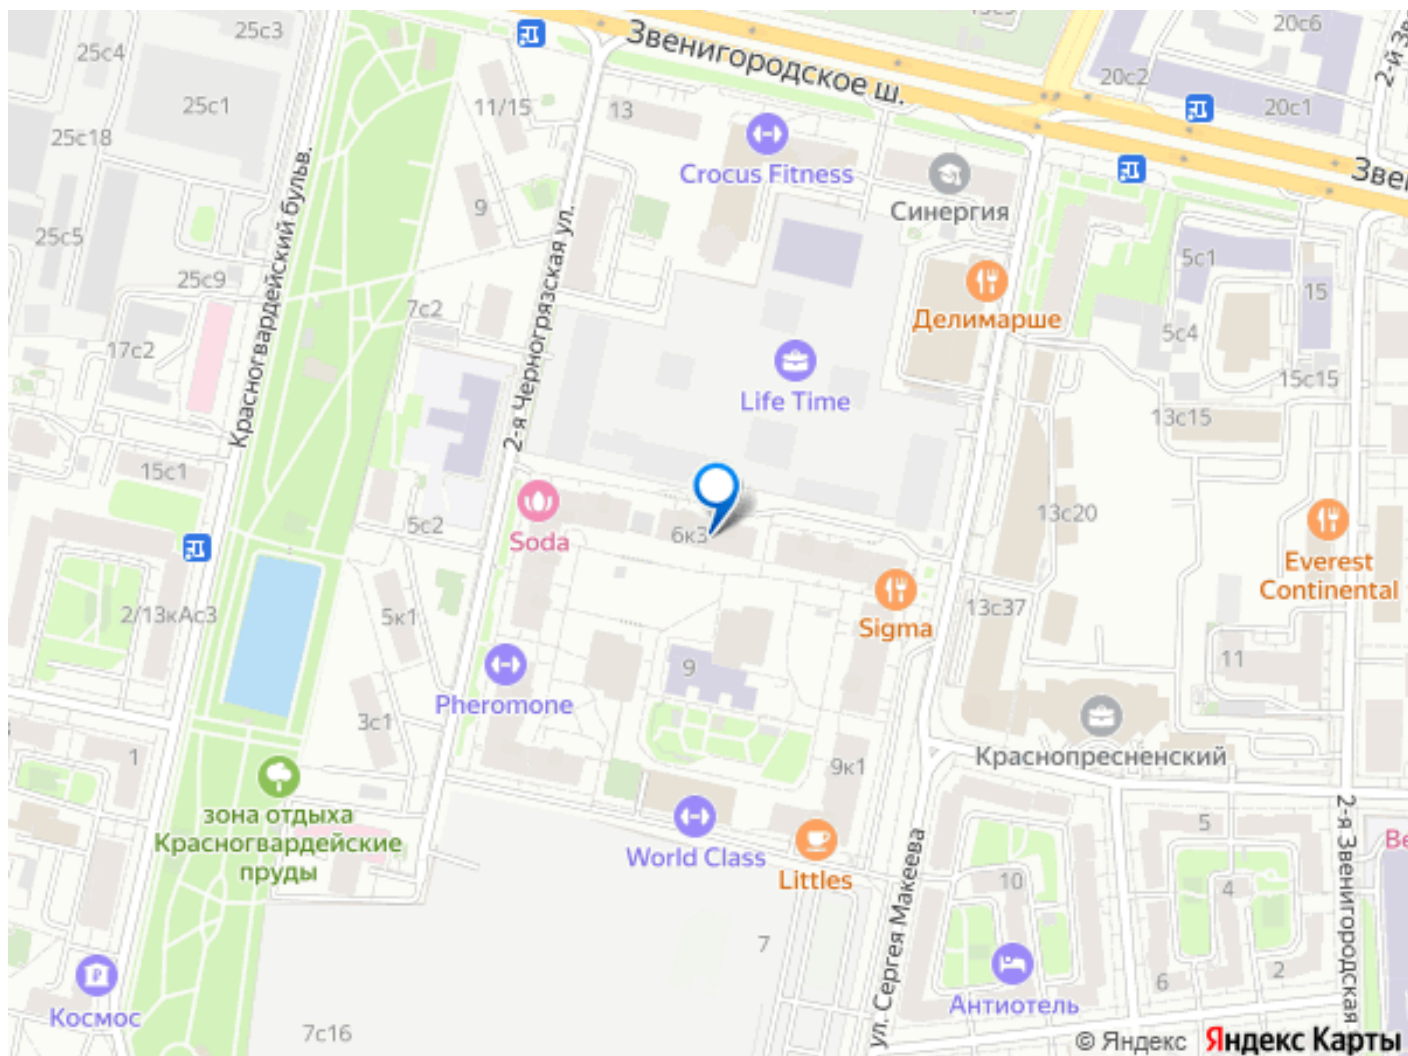 25с3
25с4
25с1
25с18
25с5
25с9
17с2
15с1
Красногвардейский бульв.
11/15
13
9
7с2
2-я Черногрязская ул.
Звенигородское ш.
20с6
20с2
20с1
Crocus Fitness
Синергия
Делимарше
5с1
15
5с4
15с15
13с15
Life Time
13с20
6к3
Soda
5с2
5к1
2/13кАс3
3с1
1
Sigma
13с37
Everest
Continental
11
9
Pheromone
Краснопресненский
9к1
World Class
Littles
зона отдыха
Красногвардейские
пруды
ул. Сергея Макеева
2-я Звенигородская
5
4
10
6
2
7
7с16
Космос
Антиотель
© Яндекс Яндекс Карты